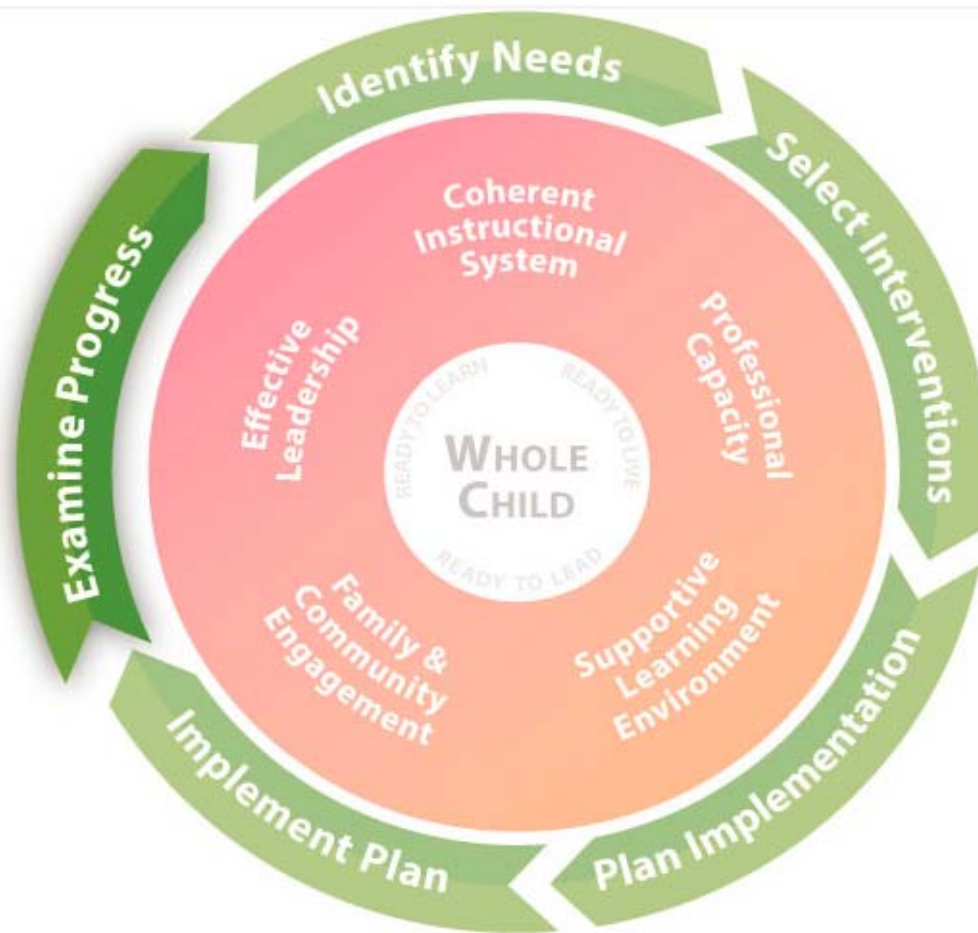 Identify Needs
Select Interventions
Plan Implementation
Implement Plan
Examine Progress
Coherent
Instructional
System
Professional
Capacity
Supportive
Learning
Environment
Family &
Community
Engagement
Effective
Leadership
READY TO LEARN
READY TO LIVE
READY TO LEAD
WHOLE
CHILD